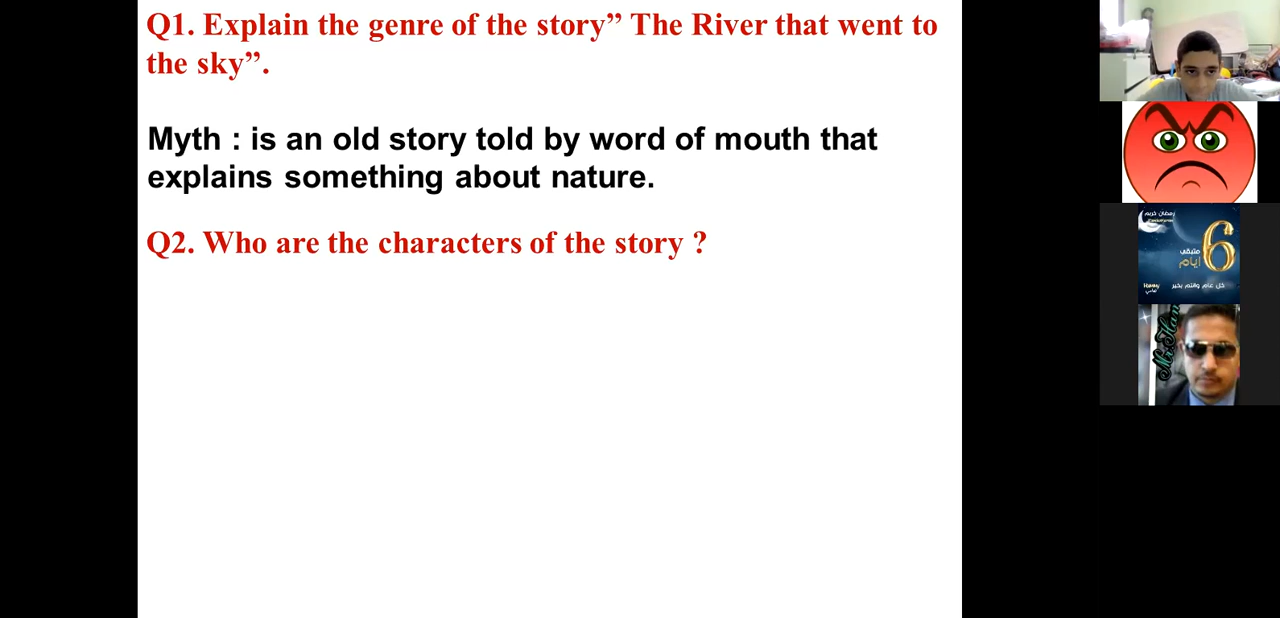 Q1. Explain the genre of the story” The River that went to
the sky”.
Myth : is an old story told by word of mouth that
explains something about nature.
Q2. Who are the characters of the story ?
رمضان كريم
6
متبقي
أيام
كل عام وانتم بخير